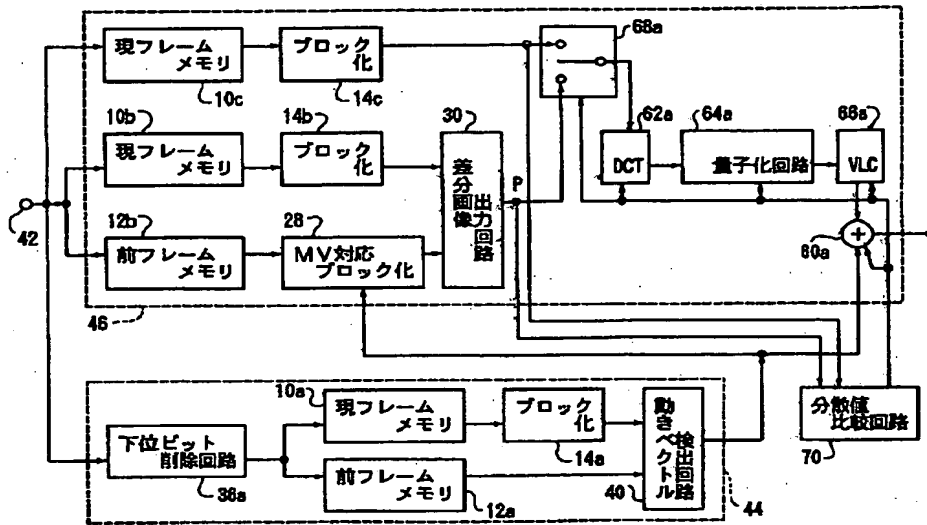 68a
現フレーム
メモリ
10c
ブロック
化
14c
10b
現フレーム
メモリ
14b
ブロック
化
30
差分画像
出力回路
P
62a
DCT
64a
量子化回路
66a
VLC
42
12b
前フレーム
メモリ
28
MV対応
ブロック化
60a
46
10a
現フレーム
メモリ
ブロック
化
14a
下位ビット
削除回路
36a
前フレーム
メモリ
12a
動きベクトル
検出回路
40
44
分散値
比較回路
70